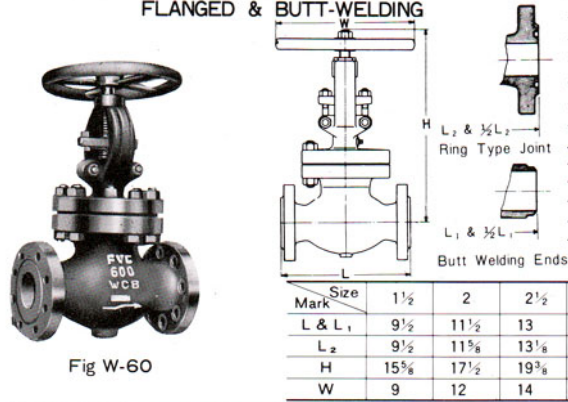 FLANGED & BUTT-WELDING
W
H
L
L₂ & ½L₂
Ring Type Joint
L₁ & ½L₁
Butt Welding Ends
FVC
600
WCB
Fig W-60
Mark Size 1½ 2 2½
L & L₁ 9½ 11½ 13
L₂ 9½ 11⅝ 13⅛
H 15⅝ 17½ 19⅜
W 9 12 14